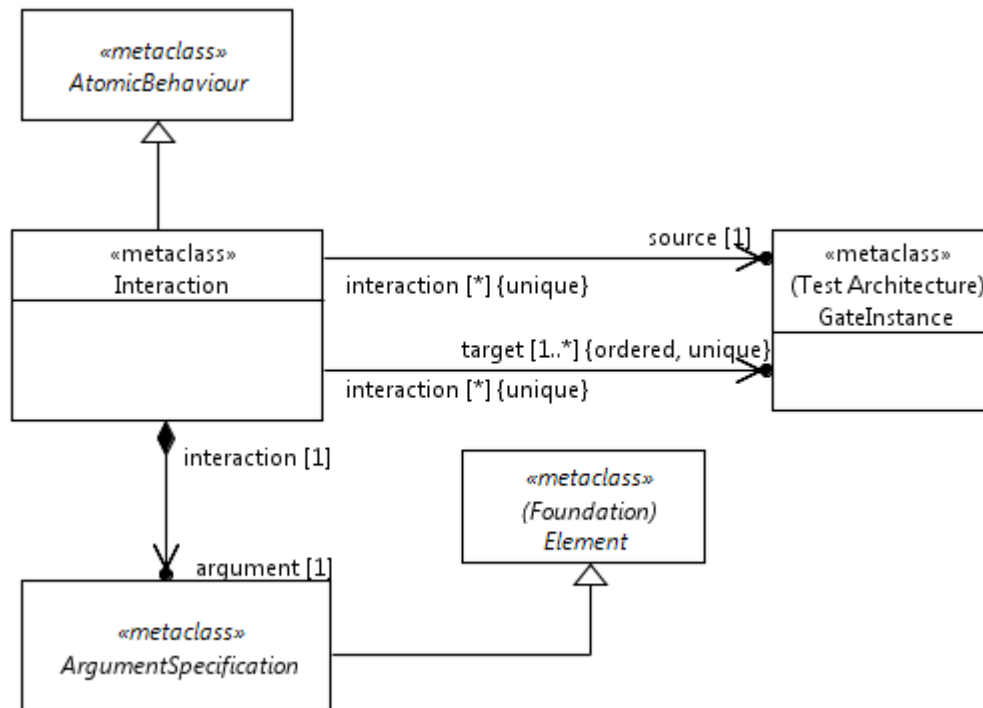 «metaclass»
AtomicBehaviour
«metaclass»
Interaction
source [1]
interaction [*] {unique}
target [1..*] {ordered, unique}
interaction [*] {unique}
«metaclass»
(Test Architecture)
GateInstance
interaction [1]
argument [1]
«metaclass»
(Foundation)
Element
«metaclass»
ArgumentSpecification